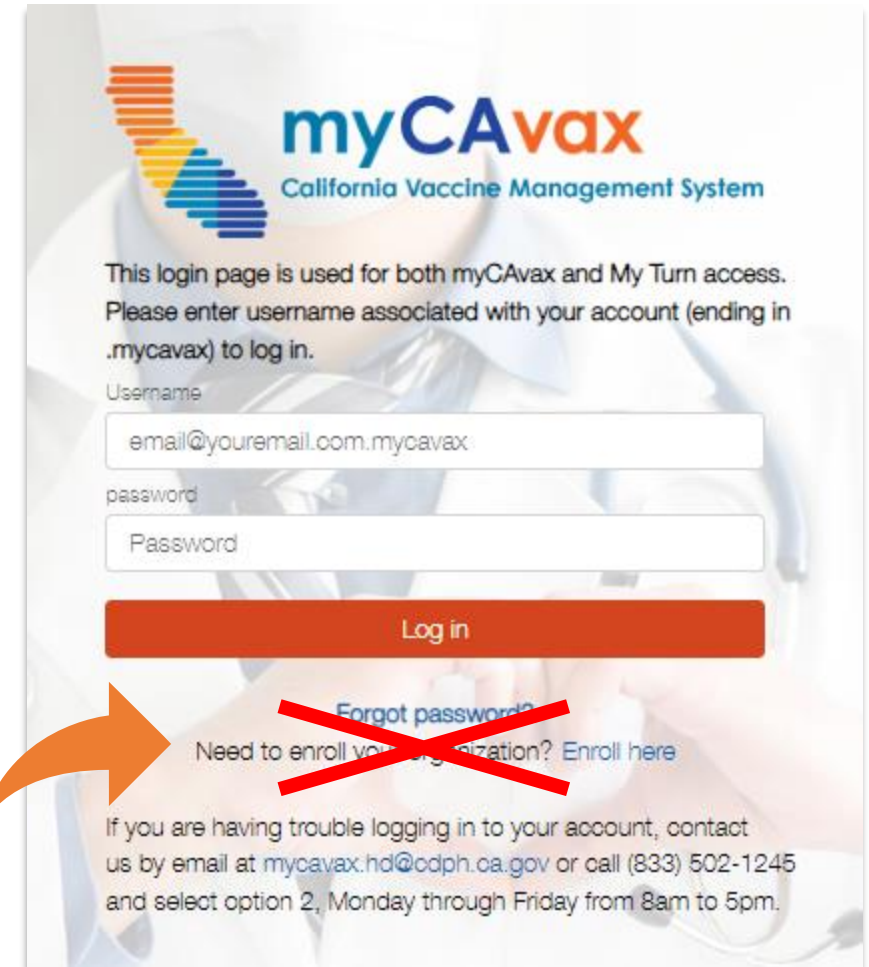 myCAvax
California Vaccine Management System
This login page is used for both myCAvax and My Turn access.
Please enter username associated with your account (ending in
.mycavax) to log in.
Username
email@youremail.com.mycavax
password
Password
Log in
Forgot password?
Need to enroll your organization? Enroll here
If you are having trouble logging in to your account, contact
us by email at mycavax.hd@cdph.ca.gov or call (833) 502-1245
and select option 2, Monday through Friday from 8am to 5pm.